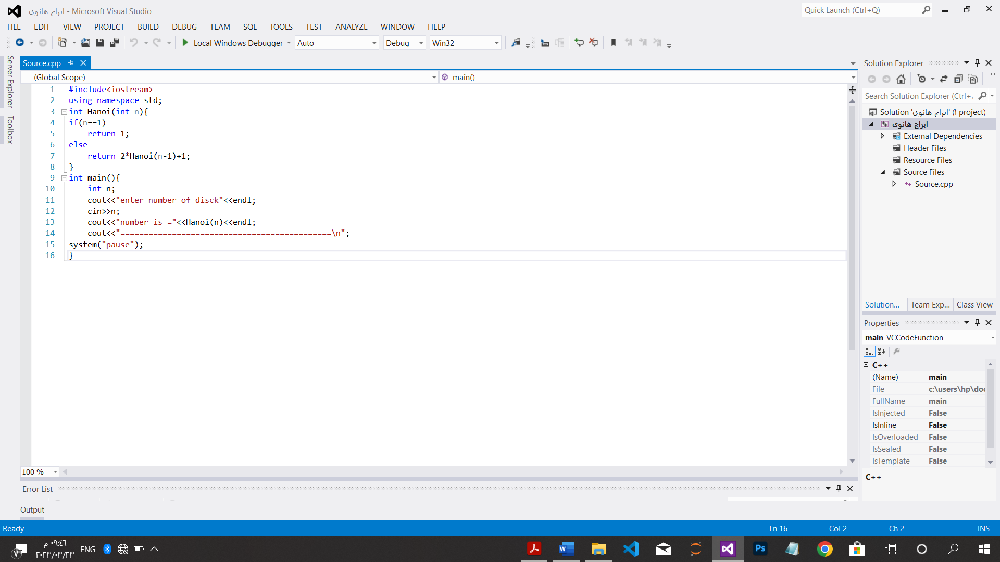 ابراج هانوي - Microsoft Visual Studio
Quick Launch (Ctrl+Q)
FILE EDIT VIEW PROJECT BUILD DEBUG TEAM SQL TOOLS TEST ANALYZE WINDOW HELP
Local Windows Debugger Auto Debug Win32
Server Explorer
Toolbox
Source.cpp
(Global Scope) main()
1 #include<iostream>
2 using namespace std;
3 int Hanoi(int n){
4 if(n==1)
5 return 1;
6 else
7 return 2*Hanoi(n-1)+1;
8 }
9 int main(){
10 int n;
11 cout<<"enter number of disck"<<endl;
12 cin>>n;
13 cout<<"number is ="<<Hanoi(n)<<endl;
14 cout<<"=============================================\n";
15 system("pause");
16 }
100 %
Error List
Output
Solution Explorer
Search Solution Explorer (Ctrl+
Solution 'ابراج هانوي' (١ project)
ابراج هانوي
External Dependencies
Header Files
Resource Files
Source Files
Source.cpp
Solution... Team Exp... Class View
Properties
main VCCodeFunction
C++
(Name) main
File c:\users\hp\doc
FullName main
IsInjected False
IsInline False
IsOverloaded False
IsSealed False
IsTemplate False
C++
Ready Ln 16 Col 2 Ch 2 INS
٠٩:٤٦ م
٢٠٢٣/٠٣/٢٣
ENG
٧
W
Ps